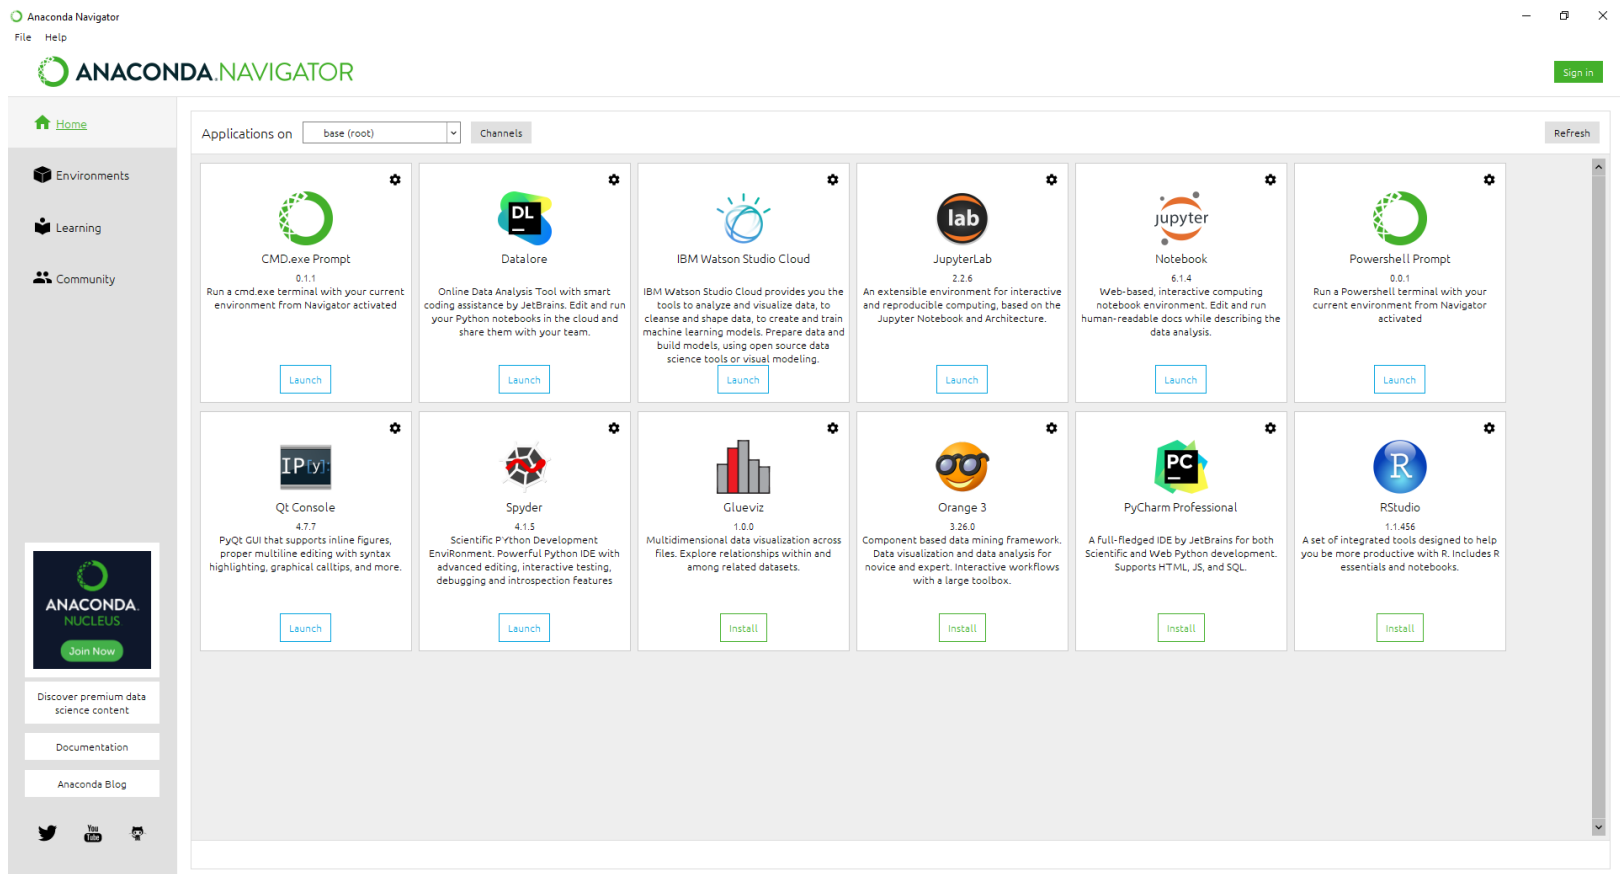 Anaconda Navigator
File Help
ANACONDA.NAVIGATOR
Sign in
Home
Environments
Learning
Community
ANACONDA.
NUCLEUS
Join Now
Discover premium data
science content
Documentation
Anaconda Blog
You
Tube
Applications on base (root) Channels Refresh
CMD.exe Prompt
0.1.1
Run a cmd.exe terminal with your current
environment from Navigator activated
Launch
DL
Datalore
Online Data Analysis Tool with smart
coding assistance by JetBrains. Edit and run
your Python notebooks in the cloud and
share them with your team.
Launch
IBM Watson Studio Cloud
IBM Watson Studio Cloud provides you the
tools to analyze and visualize data, to
cleanse and shape data, to create and train
machine learning models. Prepare data and
build models, using open source data
science tools or visual modeling.
Launch
lab
JupyterLab
2.2.6
An extensible environment for interactive
and reproducible computing, based on the
Jupyter Notebook and Architecture.
Launch
jupyter
Notebook
6.1.4
Web-based, interactive computing
notebook environment. Edit and run
human-readable docs while describing the
data analysis.
Launch
Powershell Prompt
0.0.1
Run a Powershell terminal with your
current environment from Navigator
activated
Launch
IP[y]:
Qt Console
4.7.7
PyQt GUI that supports inline figures,
proper multiline editing with syntax
highlighting, graphical calltips, and more.
Launch
Spyder
4.1.5
Scientific PYthon Development
EnviRonment. Powerful Python IDE with
advanced editing, interactive testing,
debugging and introspection features
Launch
Glueviz
1.0.0
Multidimensional data visualization across
files. Explore relationships within and
among related datasets.
Install
Orange 3
3.26.0
Component based data mining framework.
Data visualization and data analysis for
novice and expert. Interactive workflows
with a large toolbox.
Install
PC
PyCharm Professional
A full-fledged IDE by JetBrains for both
Scientific and Web Python development.
Supports HTML, JS, and SQL.
Install
R
RStudio
1.1.456
A set of integrated tools designed to help
you be more productive with R. Includes R
essentials and notebooks.
Install